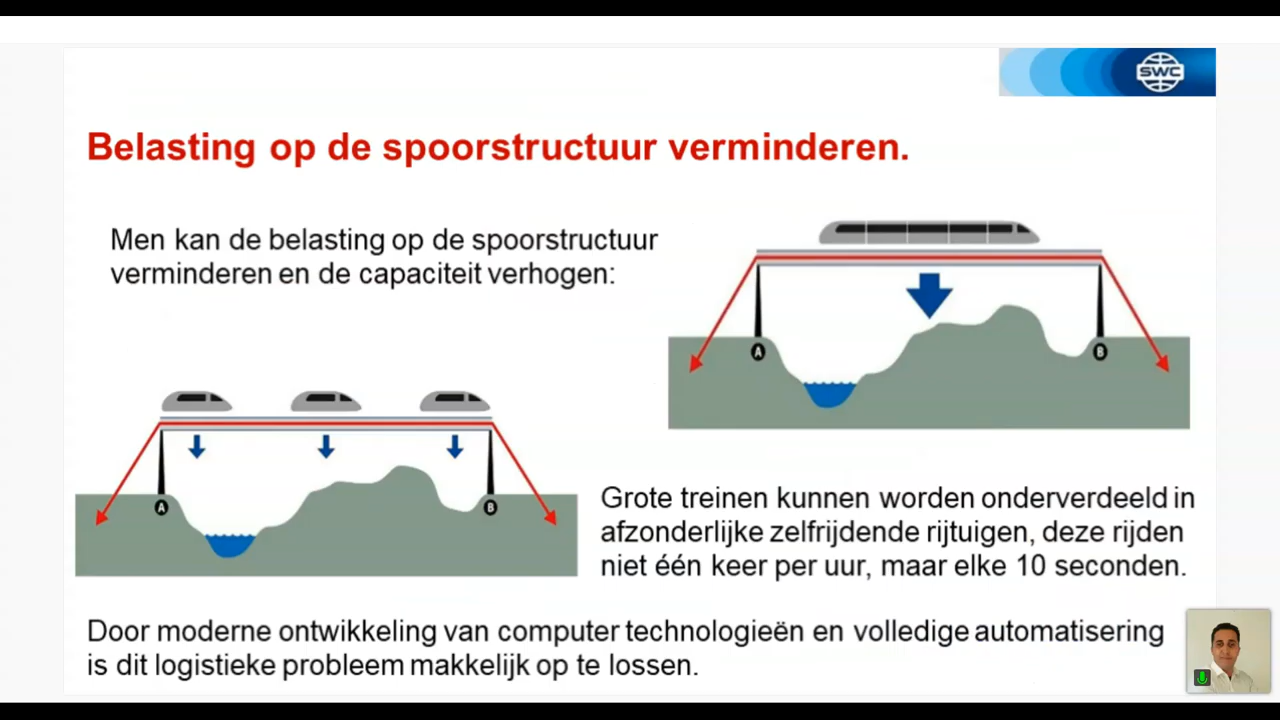 SWC
Belasting op de spoorstructuur verminderen.
Men kan de belasting op de spoorstructuur
verminderen en de capaciteit verhogen:
A
B
A
B
Grote treinen kunnen worden onderverdeeld in
afzonderlijke zelfrijdende rijtuigen, deze rijden
niet één keer per uur, maar elke 10 seconden.
Door moderne ontwikkeling van computer technologieën en volledige automatisering
is dit logistieke probleem makkelijk op te lossen.